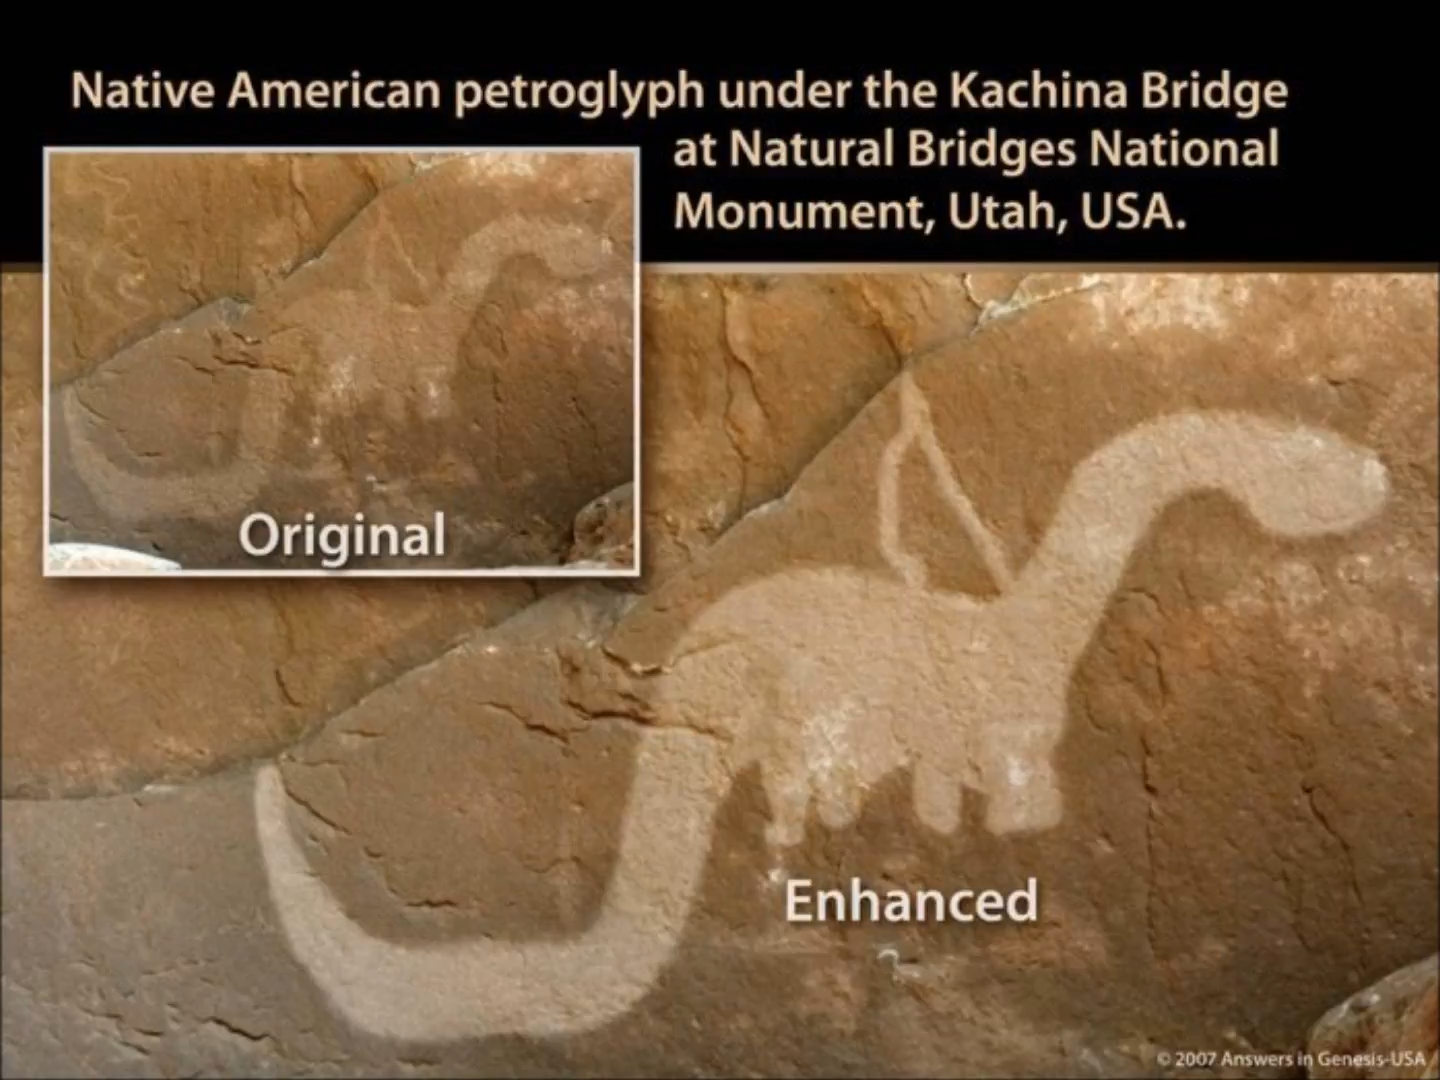 Native American petroglyph under the Kachina Bridge
at Natural Bridges National
Monument, Utah, USA.
Original
Enhanced
© 2007 Answers in Genesis-USA